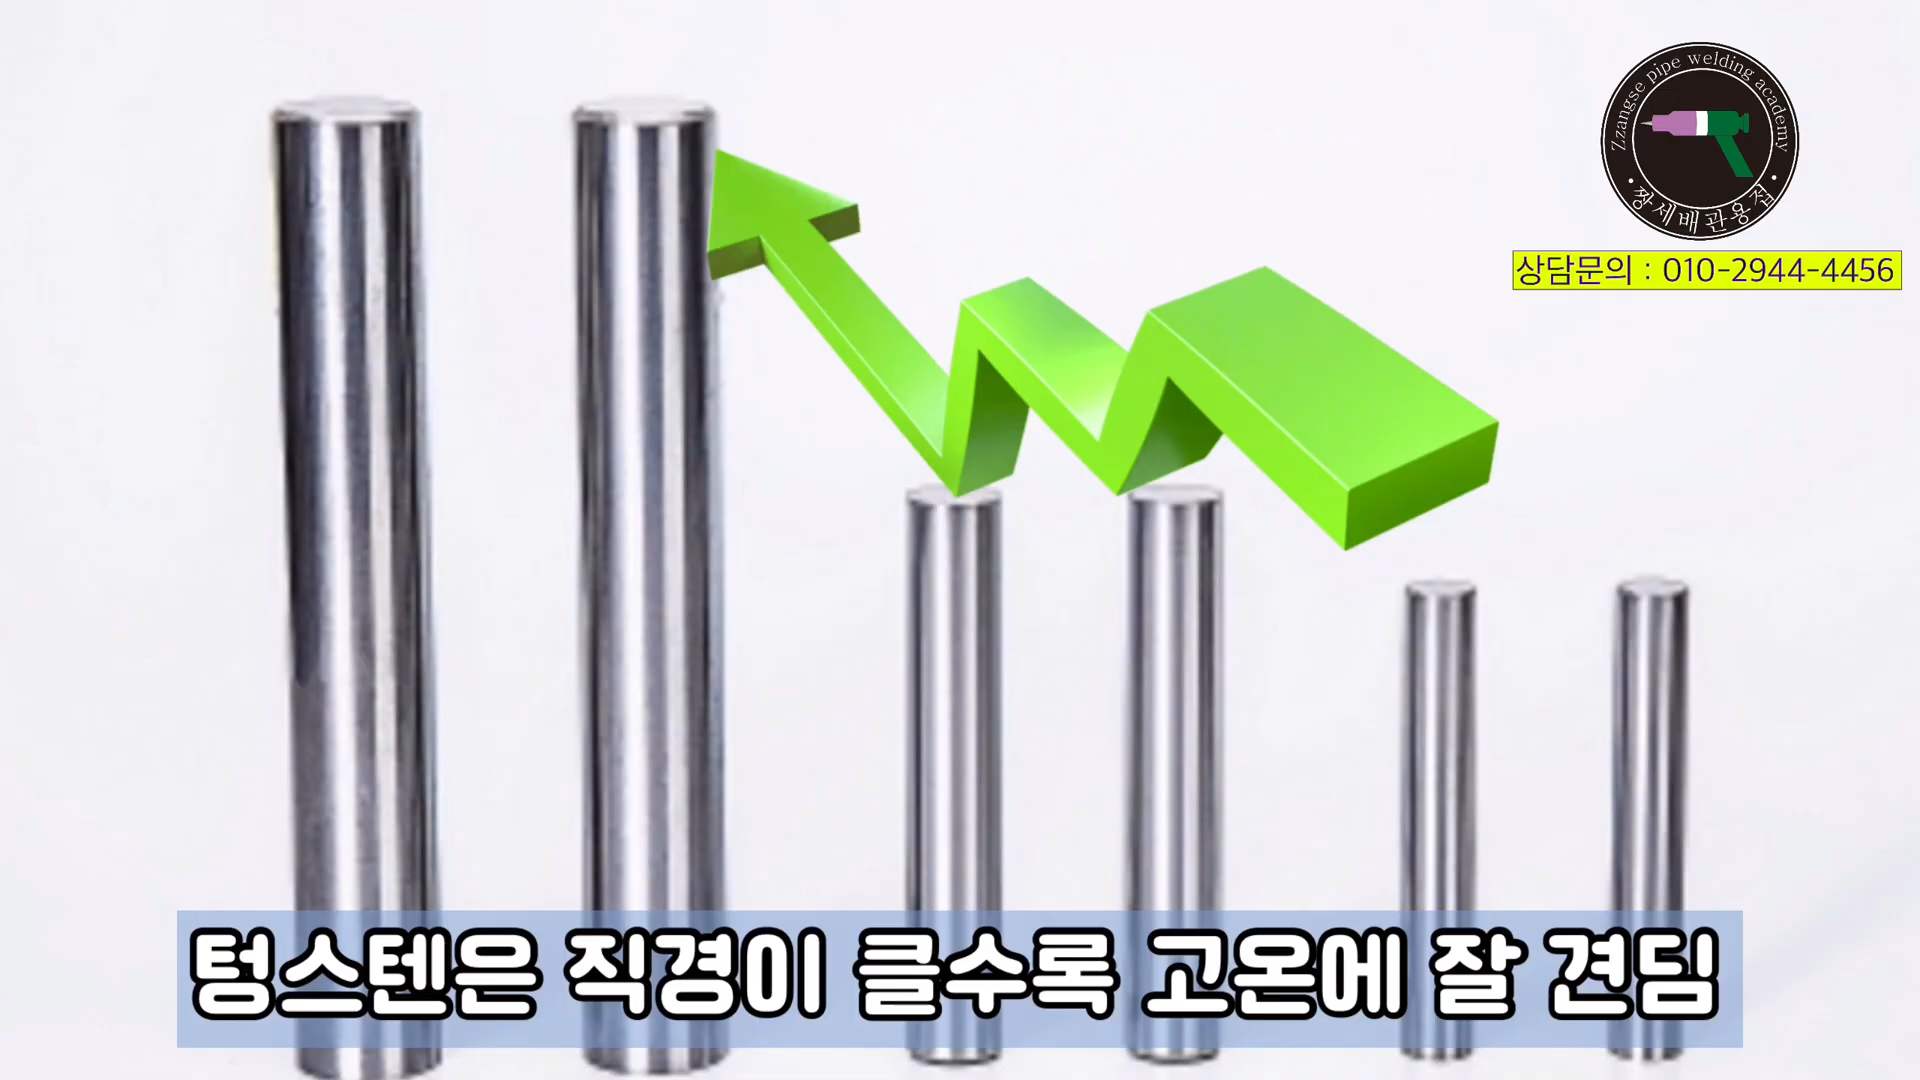 Zzangse pipe welding academy
짱세배관용접
상담문의 : 010-2944-4456
텅스텐은 직경이 클수록 고온에 잘 견딤